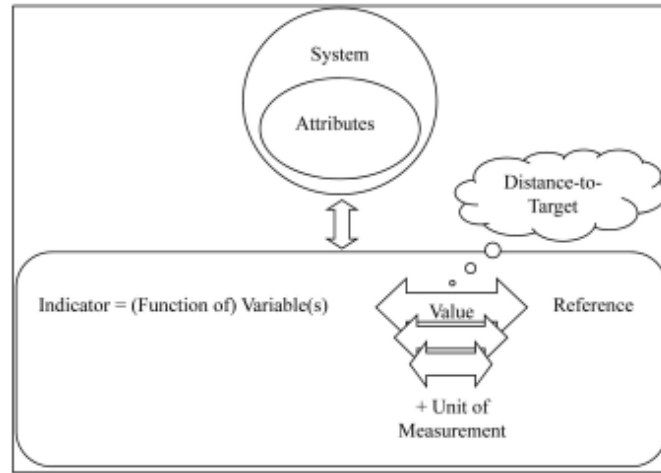 System
Attributes
Distance-to-
Target
Indicator = (Function of) Variable(s)
Value
Reference
+ Unit of
Measurement